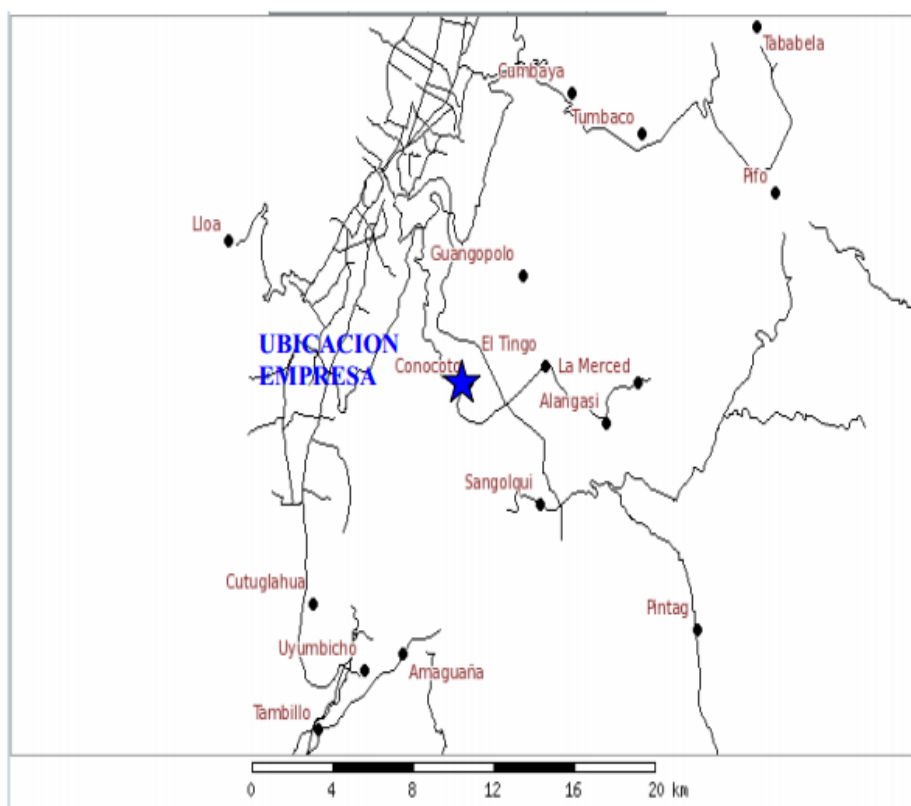 Tababela
Cumbaya
Tumbaco
Pifo
Lloa
Guangopolo
UBICACION
EMPRESA
El Tingo
Conocoto
La Merced
Alangasi
Sangolqui
Cutuglahua
Pintag
Uyumbicho
Amaguaña
Tambillo
0 4 8 12 16 20 km